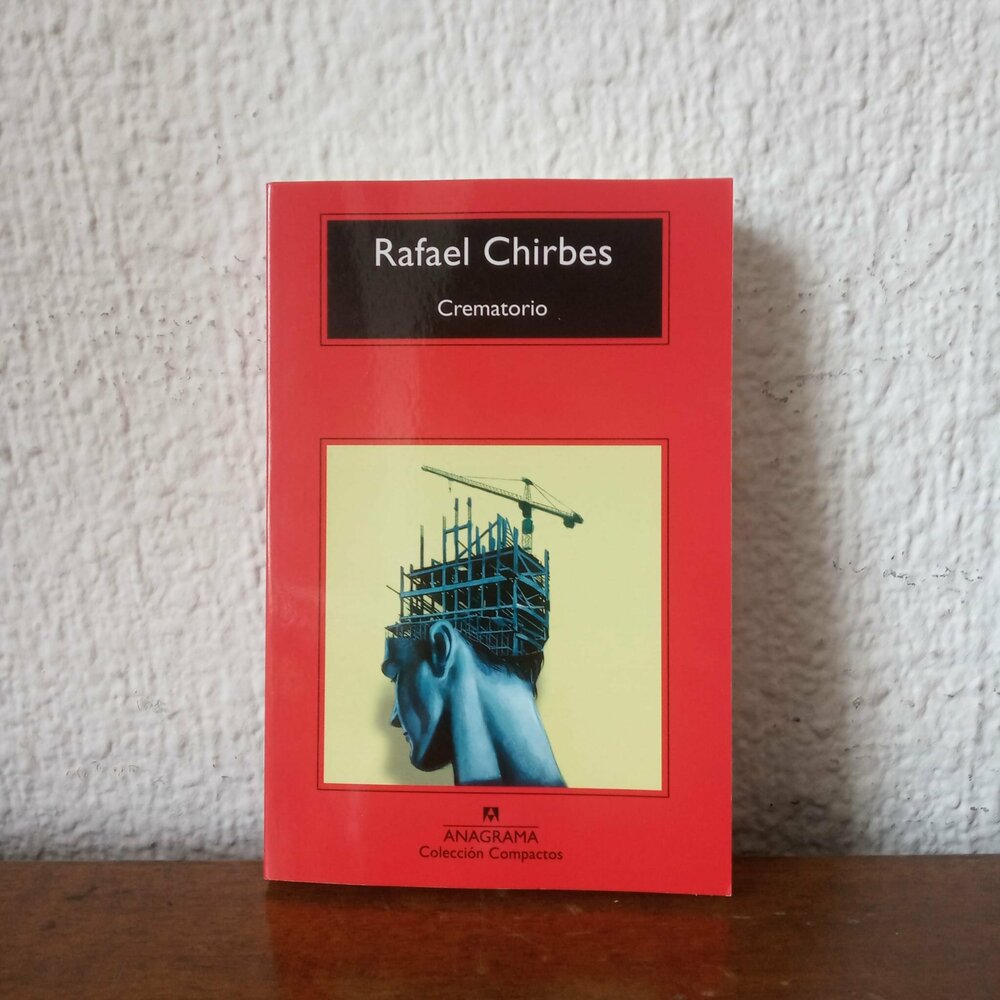 Rafael Chirbes
Crematorio
ANAGRAMA
Colección Compactos